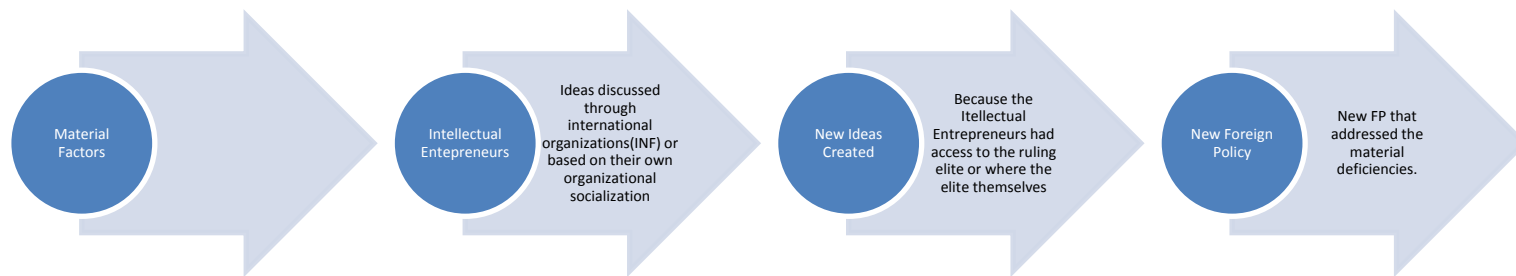 Material
Factors
Intellectual
Entepreneurs
Ideas discussed
through
international
organizations(INF) or
based on their own
organizational
socialization
New Ideas
Created
Because the
Itellectual
Entrepreneurs had
access to the ruling
elite or where the
elite themselves
New Foreign
Policy
New FP that
addressed the
material
deficiencies.